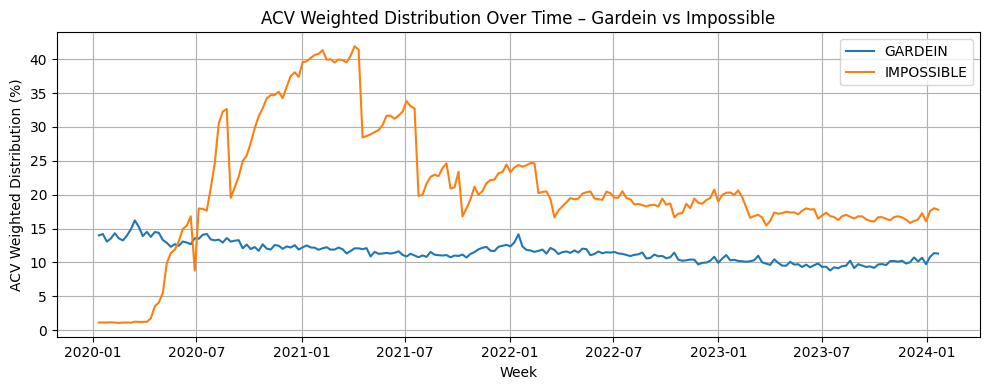 ACV Weighted Distribution Over Time – Gardein vs Impossible
ACV Weighted Distribution (%)
40
35
30
25
20
15
10
5
0
GARDEIN
IMPOSSIBLE
2020-01 2020-07 2021-01 2021-07 2022-01 2022-07 2023-01 2023-07 2024-01
Week